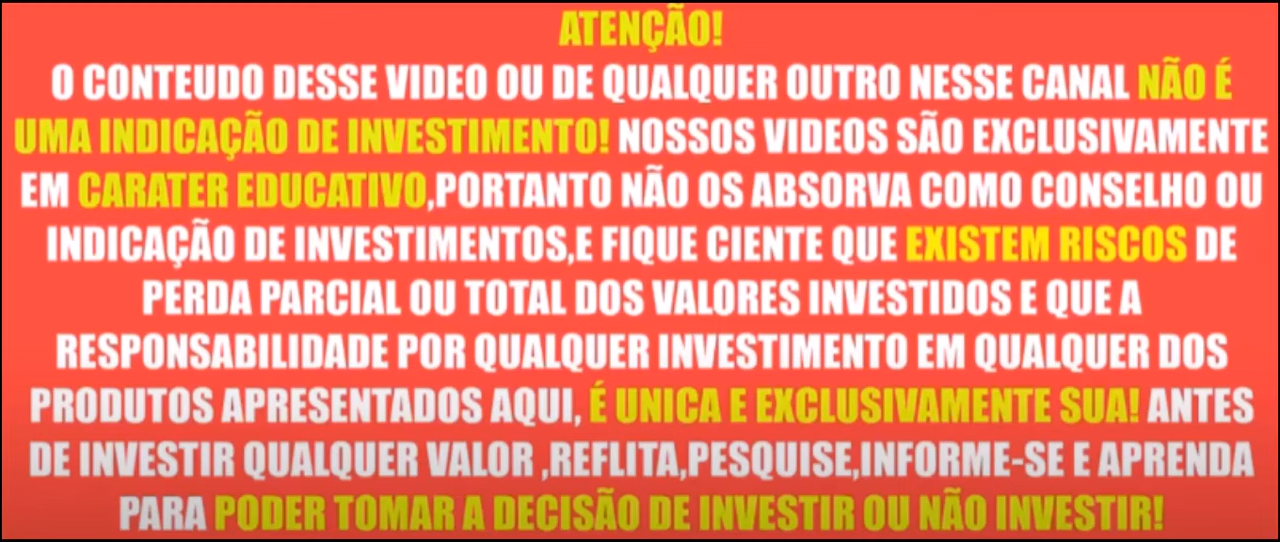 ATENÇÃO!
O CONTEUDO DESSE VIDEO OU DE QUALQUER OUTRO NESSE CANAL NÃO É
UMA INDICAÇÃO DE INVESTIMENTO! NOSSOS VIDEOS SÃO EXCLUSIVAMENTE
EM CARATER EDUCATIVO,PORTANTO NÃO OS ABSORVA COMO CONSELHO OU
INDICAÇÃO DE INVESTIMENTOS,E FIQUE CIENTE QUE EXISTEM RISCOS DE
PERDA PARCIAL OU TOTAL DOS VALORES INVESTIDOS E QUE A
RESPONSABILIDADE POR QUALQUER INVESTIMENTO EM QUALQUER DOS
PRODUTOS APRESENTADOS AQUI, É UNICA E EXCLUSIVAMENTE SUA! ANTES
DE INVESTIR QUALQUER VALOR ,REFLITA,PESQUISE,INFORME-SE E APRENDA
PARA PODER TOMAR A DECISÃO DE INVESTIR OU NÃO INVESTIR!